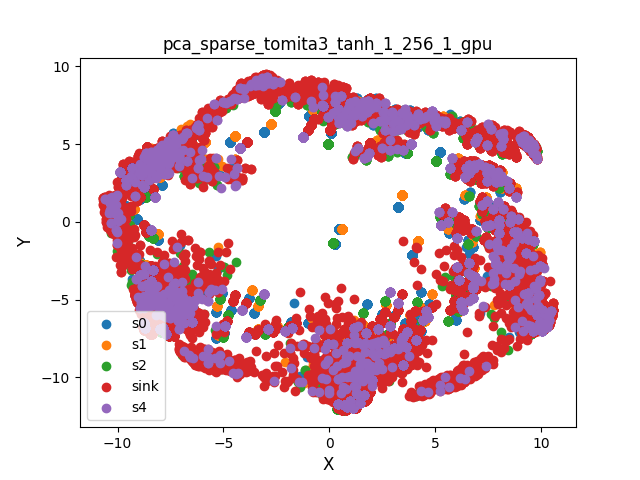 pca_sparse_tomita3_tanh_1_256_1_gpu
10
5
0
−5
−10
Y
s0
s1
s2
sink
s4
−10
−5
0
5
10
X